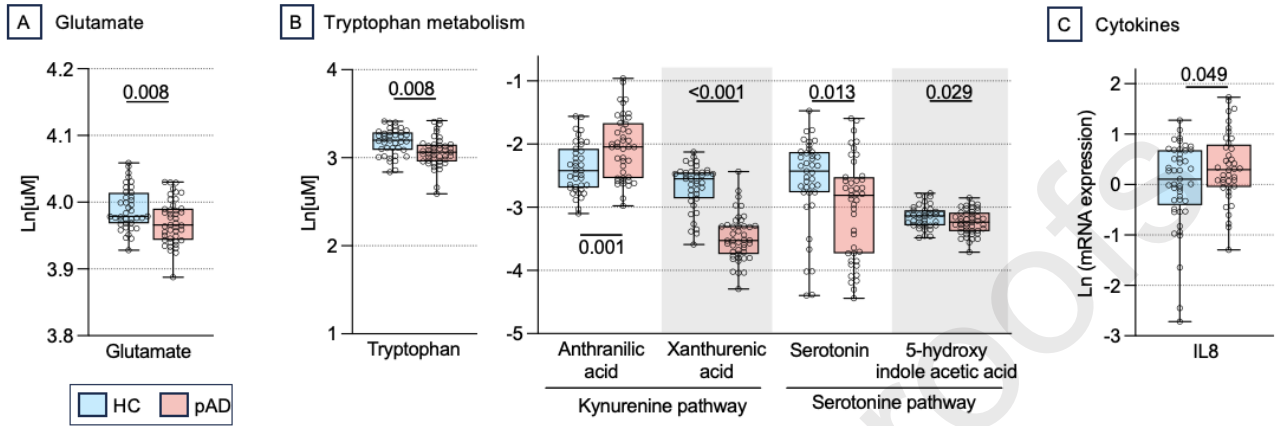 A Glutamate
Ln[uM]
4.2
4.1
4.0
3.9
3.8
0.008
Glutamate
HC pAD
B Tryptophan metabolism
Ln[uM]
4
3
2
1
0.008
Tryptophan
Ln[uM]
-1
-2
-3
-4
-5
0.001
<0.001
0.013
0.029
Anthranilic
acid
Xanthurenic
acid
Serotonin
5-hydroxy
indole acetic acid
Kynurenine pathway
Serotonine pathway
C Cytokines
Ln (mRNA expression)
2
1
0
-1
-2
-3
0.049
IL8
roofs